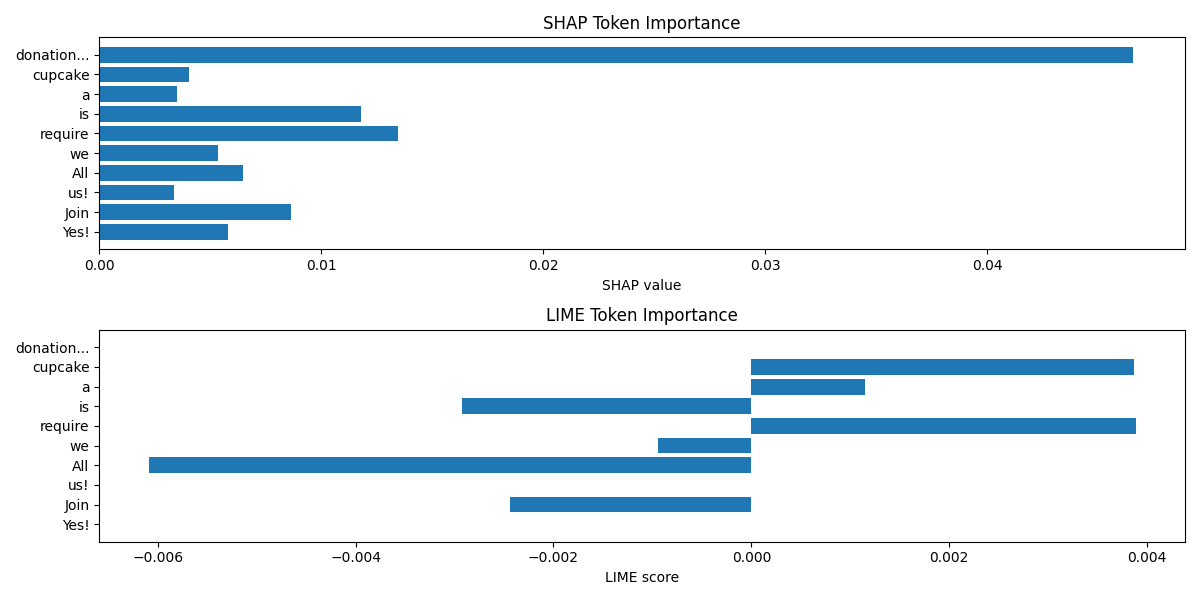 SHAP Token Importance
donation...
cupcake
a
is
require
we
All
us!
Join
Yes!
0.00 0.01 0.02 0.03 0.04
SHAP value
LIME Token Importance
donation...
cupcake
a
is
require
we
All
us!
Join
Yes!
−0.006 −0.004 −0.002 0.000 0.002 0.004
LIME score